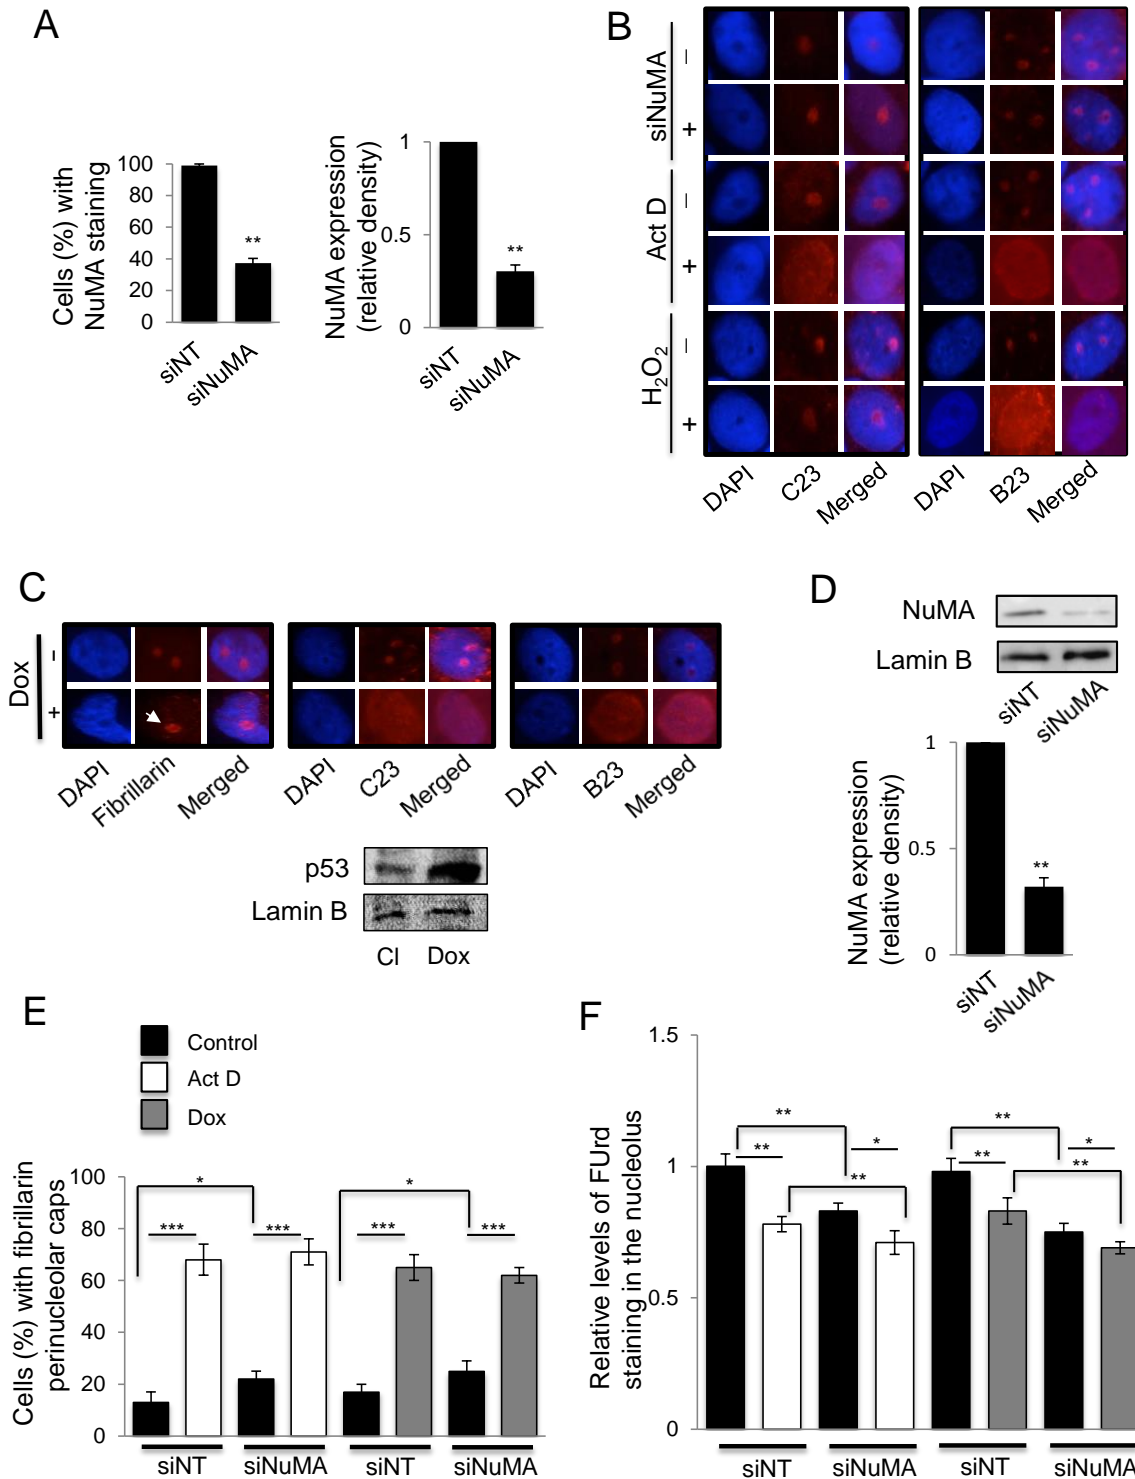 A
Cells (%) with
NuMA staining
100
80
60
40
20
0
**
siNT
siNuMA
NuMA expression
(relative density)
1
0.5
0
**
siNT
siNuMA
B
siNuMA
–
+
Act D
–
+
H₂O₂
–
+
DAPI
C23
Merged
DAPI
B23
Merged
C
Dox
–
+
DAPI
Fibrillarin
Merged
DAPI
C23
Merged
DAPI
B23
Merged
p53
Lamin B
Cl
Dox
D
NuMA
Lamin B
siNT
siNuMA
NuMA expression
(relative density)
1
0.5
0
**
siNT
siNuMA
E
Control
Act D
Dox
Cells (%) with fibrillarin
perinucleolar caps
100
80
60
40
20
0
*
***
***
*
***
***
siNT
siNuMA
siNT
siNuMA
F
Relative levels of FUrd
staining in the nucleolus
1.5
1
0.5
0
**
**
*
**
**
**
*
**
siNT
siNuMA
siNT
siNuMA